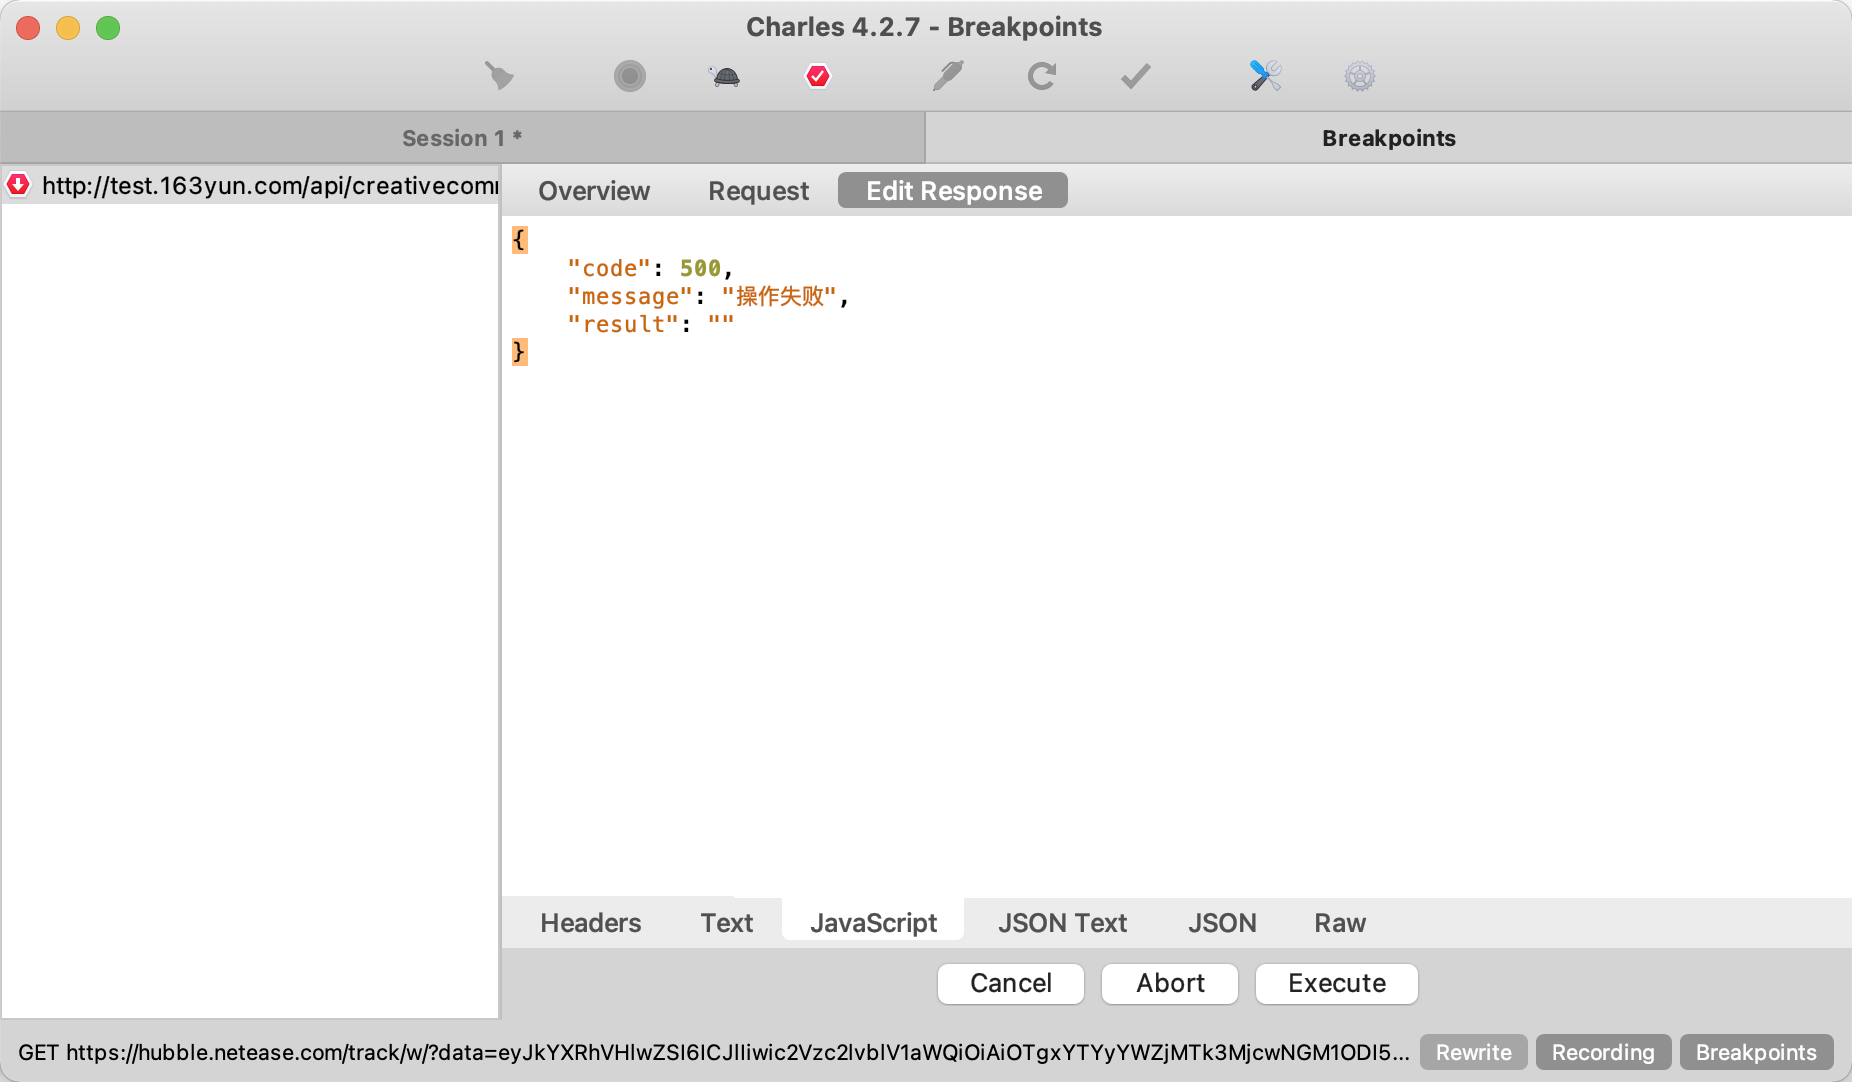 Charles 4.2.7 - Breakpoints
Session 1 *
Breakpoints
http://test.163yun.com/api/creativecomm
Overview
Request
Edit Response
{
"code": 500,
"message": "操作失败",
"result": ""
}
Headers
Text
JavaScript
JSON Text
JSON
Raw
Cancel
Abort
Execute
GET https://hubble.netease.com/track/w/?data=eyJkYXRhVHlwZSI6ICJlIiwic2Vzc2lvblV1aWQiOiAiOTgxYTYyYWZjMTk3MjcwNGM1ODI5...
Rewrite
Recording
Breakpoints